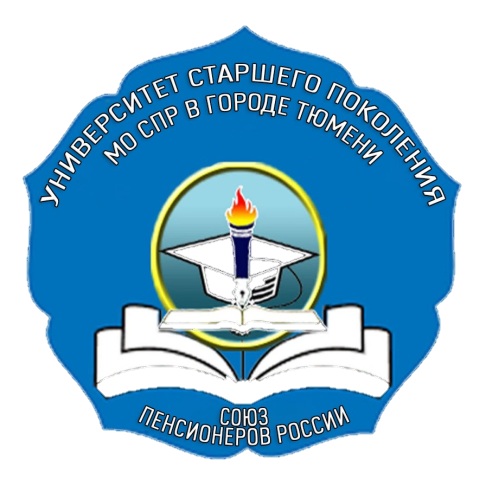 УНИВЕРСИТЕТ СТАРШЕГО ПОКОЛЕНИЯ
МО СПР В ГОРОДЕ ТЮМЕНИ
СОЮЗ
ПЕНСИОНЕРОВ РОССИИ